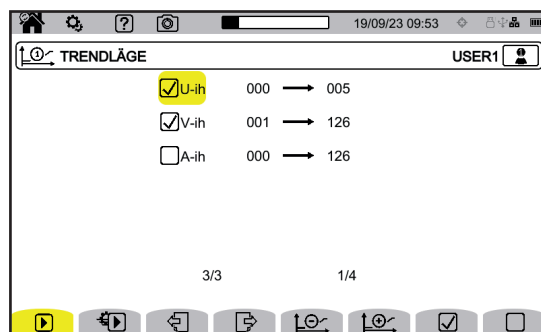 19/09/23 09:53
TRENDLÄGE USER1
U-ih 000 → 005
V-ih 001 → 126
A-ih 000 → 126
3/3 1/4